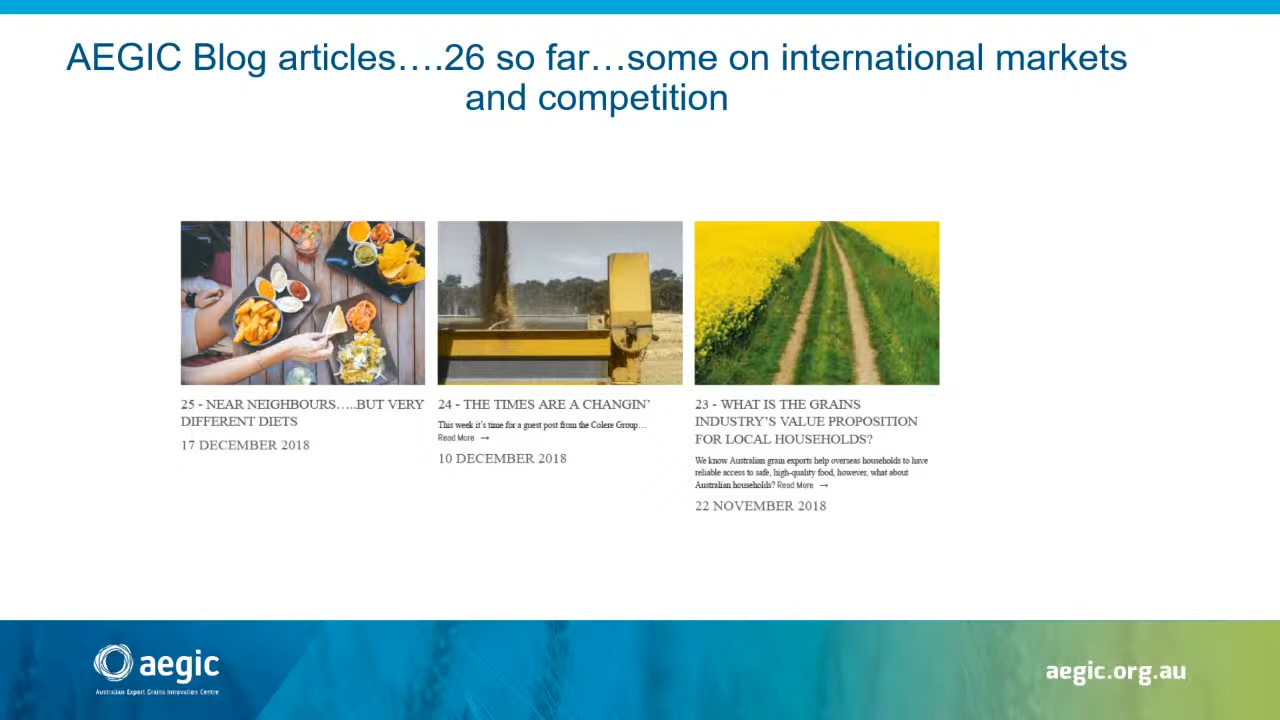 AEGIC Blog articles….26 so far…some on international markets
and competition
25 - NEAR NEIGHBOURS…..BUT VERY
DIFFERENT DIETS
17 DECEMBER 2018
24 - THE TIMES ARE A CHANGIN’
This week it’s time for a guest post from the Colere Group…
Read More →
10 DECEMBER 2018
23 - WHAT IS THE GRAINS
INDUSTRY’S VALUE PROPOSITION
FOR LOCAL HOUSEHOLDS?
We know Australian grain exports help overseas households to have
reliable access to safe, high-quality food, however, what about
Australian households? Read More →
22 NOVEMBER 2018
aegic
Australian Export Grains Innovation Centre
aegic.org.au